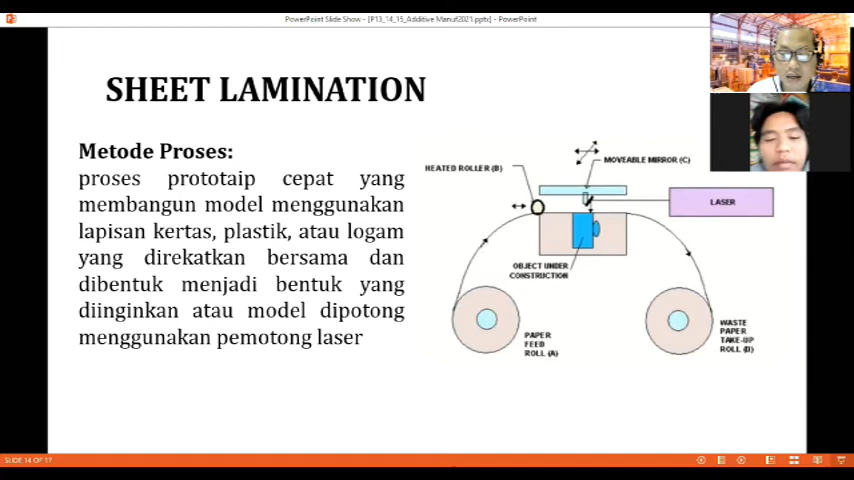 PowerPoint Slide Show - [P13_14_15_Additive Manuf2021.pptx] - PowerPoint
SHEET LAMINATION
Metode Proses:
proses prototaip cepat yang
membangun model menggunakan
lapisan kertas, plastik, atau logam
yang direkatkan bersama dan
dibentuk menjadi bentuk yang
diinginkan atau model dipotong
menggunakan pemotong laser
HEATED ROLLER (B)
MOVEABLE MIRROR (C)
LASER
OBJECT UNDER
CONSTRUCTION
PAPER
FEED
ROLL (A)
WASTE
PAPER
TAKE-UP
ROLL (D)
SLIDE 14 OF 17